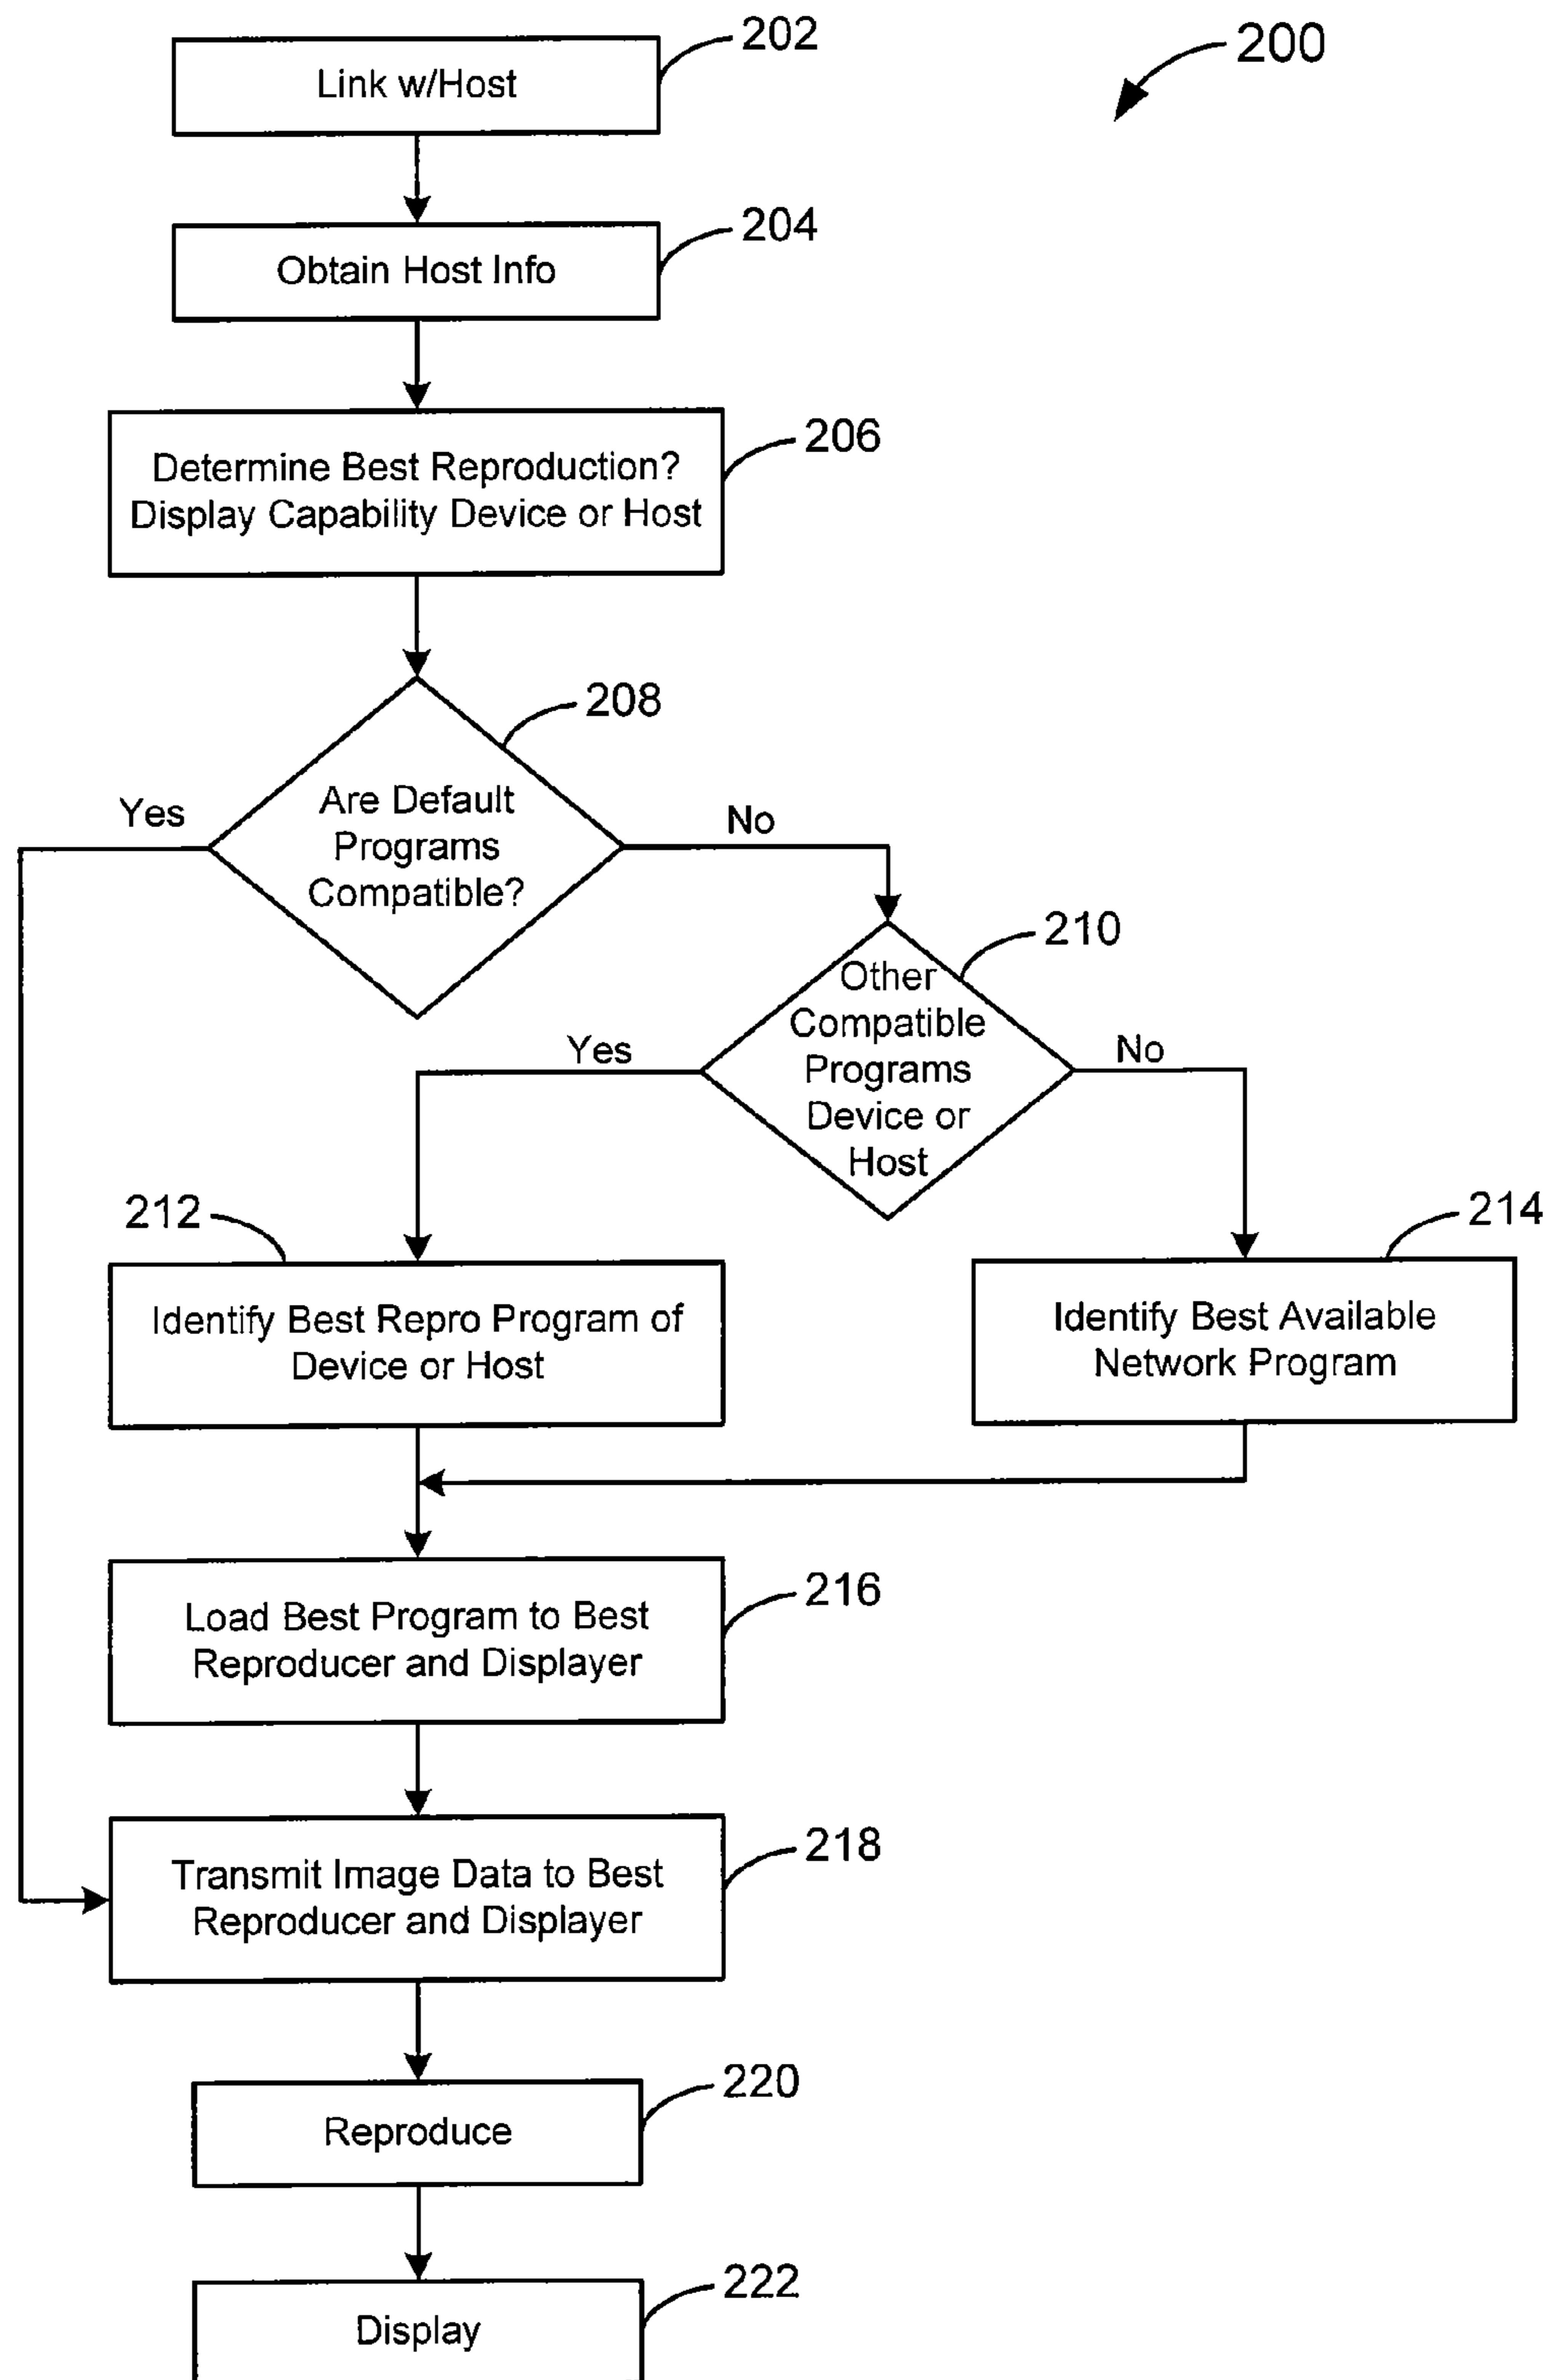 202
200
Link w/Host
204
Obtain Host Info
206
Determine Best Reproduction?
Display Capability Device or Host
208
Yes
Are Default
Programs
Compatible?
No
210
Other
Compatible
Programs
Device or
Host
Yes
No
212
214
Identify Best Repro Program of
Device or Host
Identify Best Available
Network Program
216
Load Best Program to Best
Reproducer and Displayer
218
Transmit Image Data to Best
Reproducer and Displayer
220
Reproduce
222
Display